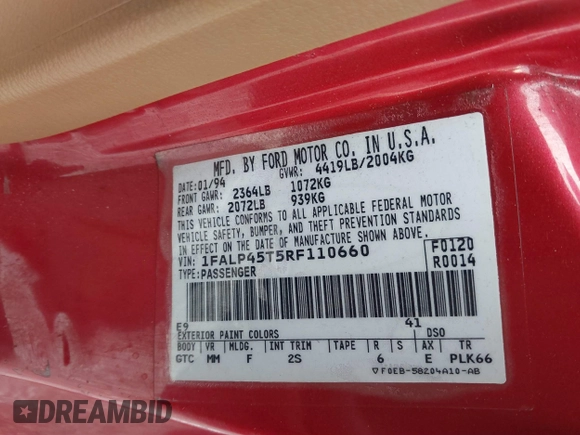 MFD. BY FORD MOTOR CO. IN U.S.A.
DATE: 01/94 GVWR: 4419LB/2004KG
FRONT GAWR: 2364LB 1072KG
REAR GAWR: 2072LB 939KG
THIS VEHICLE CONFORMS TO ALL APPLICABLE FEDERAL MOTOR
VEHICLE SAFETY, BUMPER, AND THEFT PREVENTION STANDARDS
IN EFFECT ON THE DATE OF MANUFACTURE SHOWN ABOVE.
VIN: 1FALP45T5RF110660 F0120
TYPE: PASSENGER R0014
E9 41
EXTERIOR PAINT COLORS DSO
BODY VR MLDG. INT TRIM TAPE R S AX TR
GTC MM F 2S 6 E PLK66
▽F0EB-58204A10-AB
DREAMBID